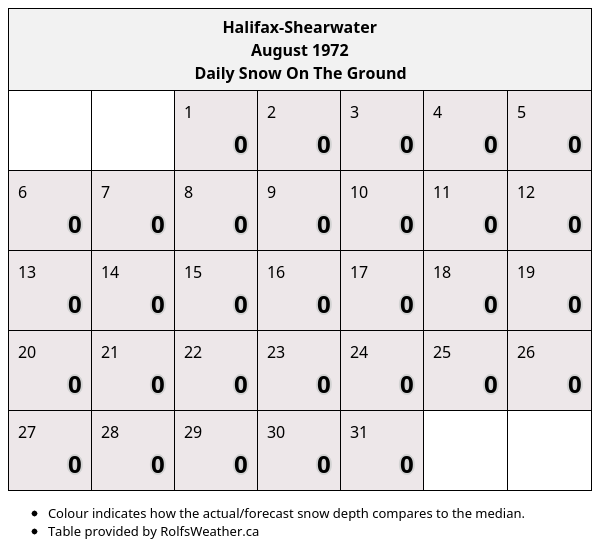 Halifax-Shearwater
August 1972
Daily Snow On The Ground
1 2 3 4 5
0 0 0 0 0
6 7 8 9 10 11 12
0 0 0 0 0 0 0
13 14 15 16 17 18 19
0 0 0 0 0 0 0
20 21 22 23 24 25 26
0 0 0 0 0 0 0
27 28 29 30 31
0 0 0 0 0
• Colour indicates how the actual/forecast snow depth compares to the median.
• Table provided by RolfsWeather.ca